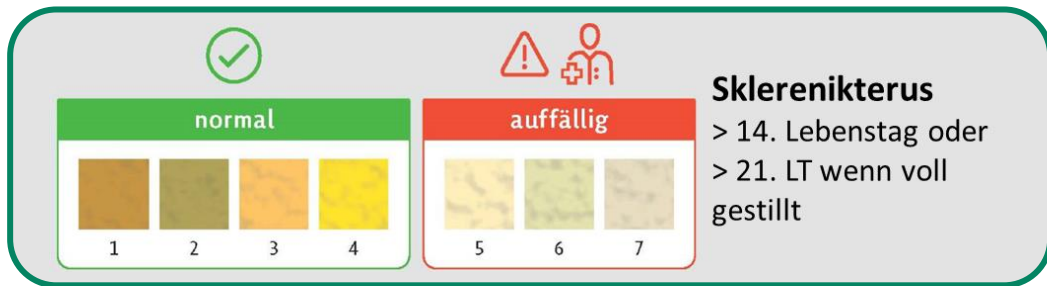 normal
1 2 3 4
auffällig
5 6 7
Sklerenikterus
> 14. Lebenstag oder
> 21. LT wenn voll
gestillt